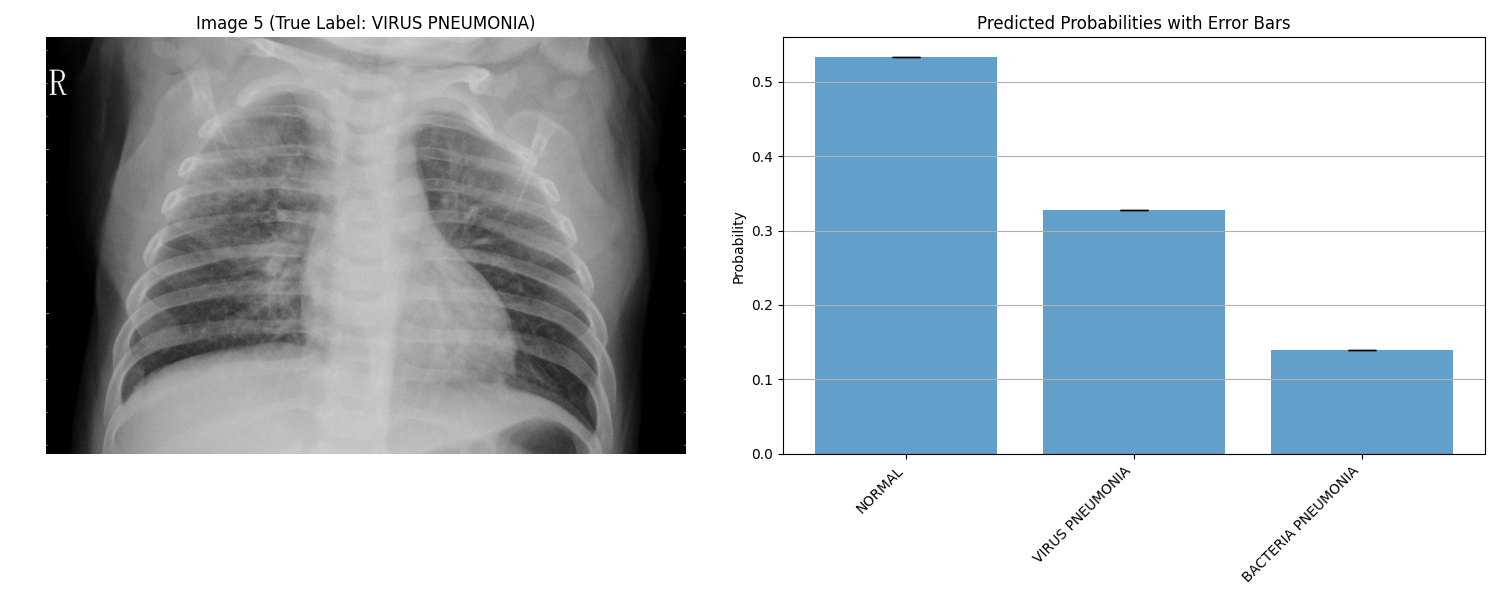 Image 5 (True Label: VIRUS PNEUMONIA)
R
Predicted Probabilities with Error Bars
Probability
0.5
0.4
0.3
0.2
0.1
0.0
NORMAL
VIRUS PNEUMONIA
BACTERIA PNEUMONIA